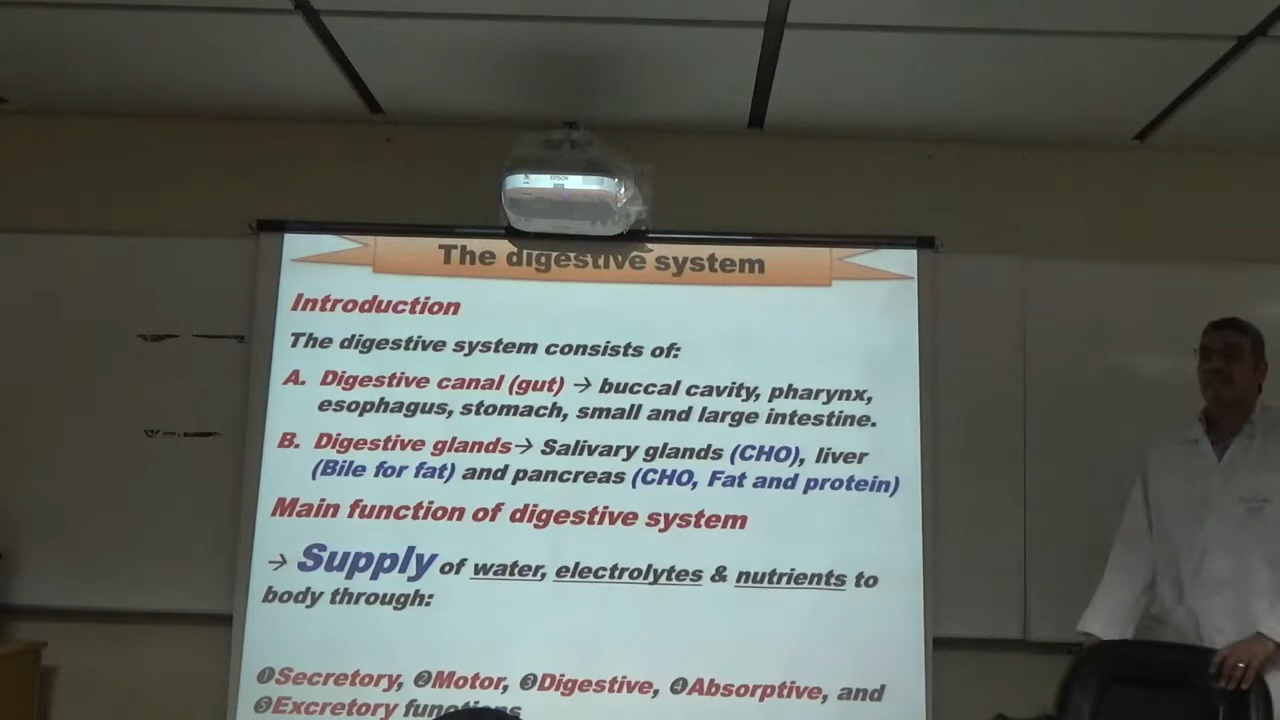 EPSON
The digestive system
Introduction
The digestive system consists of:
A. Digestive canal (gut) → buccal cavity, pharynx,
esophagus, stomach, small and large intestine.
B. Digestive glands→ Salivary glands (CHO), liver
(Bile for fat) and pancreas (CHO, Fat and protein)
Main function of digestive system
→ Supply of water, electrolytes & nutrients to
body through:
❶Secretory, ❷Motor, ❸Digestive, ❹Absorptive, and
❺Excretory functions